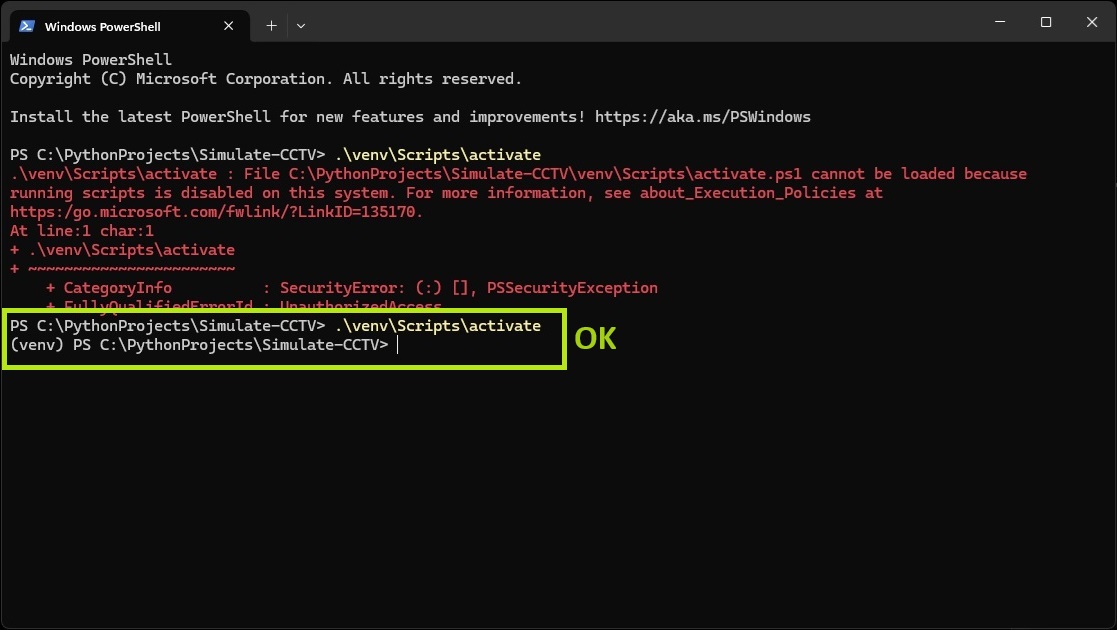 Windows PowerShell
Windows PowerShell
Copyright (C) Microsoft Corporation. All rights reserved.
Install the latest PowerShell for new features and improvements! https://aka.ms/PSWindows
PS C:\PythonProjects\Simulate-CCTV> .\venv\Scripts\activate
.\venv\Scripts\activate : File C:\PythonProjects\Simulate-CCTV\venv\Scripts\activate.ps1 cannot be loaded because
running scripts is disabled on this system. For more information, see about_Execution_Policies at
https:/go.microsoft.com/fwlink/?LinkID=135170.
At line:1 char:1
+ .\venv\Scripts\activate
+ ~~~~~~~~~~~~~~~~~~~~~~~
+ CategoryInfo : SecurityError: (:) [], PSSecurityException
+ FullyQualifiedErrorId : UnauthorizedAccess
PS C:\PythonProjects\Simulate-CCTV> .\venv\Scripts\activate
(venv) PS C:\PythonProjects\Simulate-CCTV>
OK